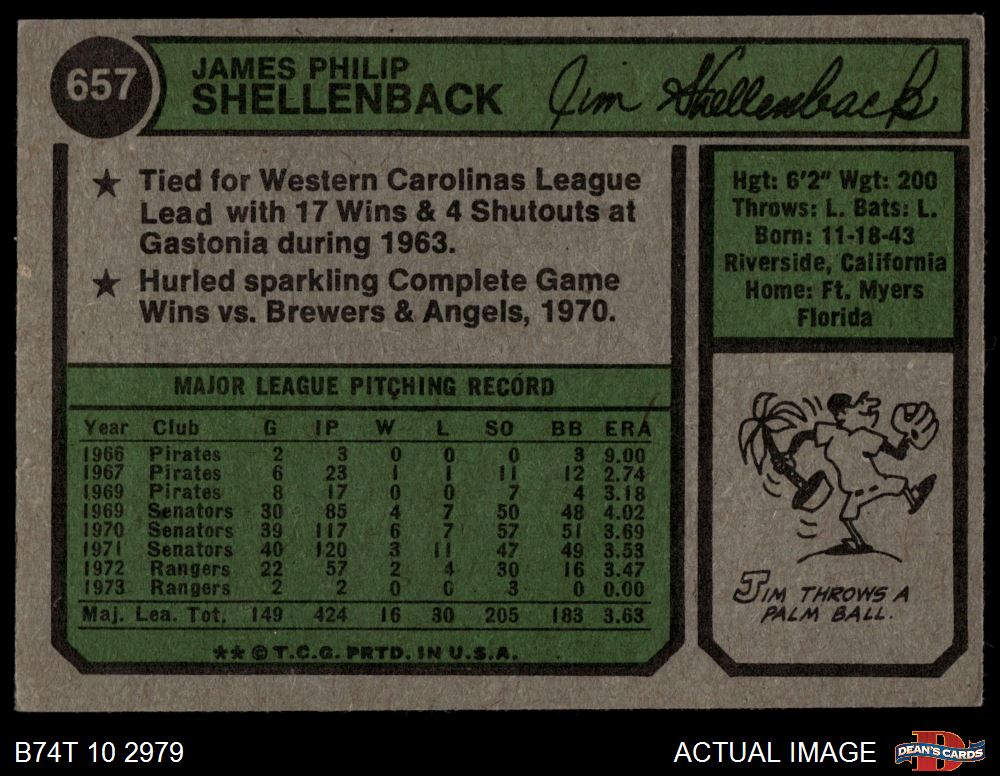 657
JAMES PHILIP
SHELLENBACK
Jim Shellenback
★ Tied for Western Carolinas League
Lead with 17 Wins & 4 Shutouts at
Gastonia during 1963.
★ Hurled sparkling Complete Game
Wins vs. Brewers & Angels, 1970.
Hgt: 6'2" Wgt: 200
Throws: L. Bats: L.
Born: 11-18-43
Riverside, California
Home: Ft. Myers
Florida
MAJOR LEAGUE PITCHING RECORD
Year Club G IP W L SO BB ERA
1966 Pirates 2 3 0 0 0 3 9.00
1967 Pirates 6 23 1 1 11 12 2.74
1969 Pirates 8 17 0 0 7 4 3.18
1969 Senators 30 85 4 7 50 48 4.02
1970 Senators 39 117 6 7 57 51 3.69
1971 Senators 40 120 3 11 47 49 3.53
1972 Rangers 22 57 2 4 30 16 3.47
1973 Rangers 2 2 0 0 3 0 0.00
Maj. Lea. Tot. 149 424 16 30 205 183 3.63
** © T.C.G. PRTD. IN U.S.A.
JIM THROWS A
PALM BALL.
B74T 10 2979
ACTUAL IMAGE
DEAN'S CARDS